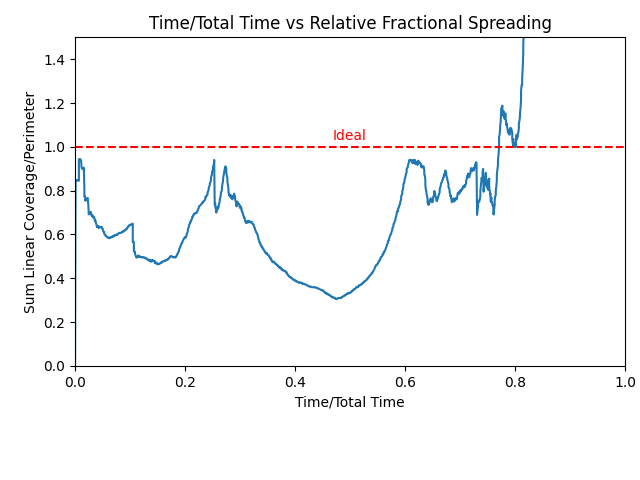 Time/Total Time vs Relative Fractional Spreading
Sum Linear Coverage/Perimeter
1.4
1.2
1.0
0.8
0.6
0.4
0.2
0.0
Ideal
0.0 0.2 0.4 0.6 0.8 1.0
Time/Total Time